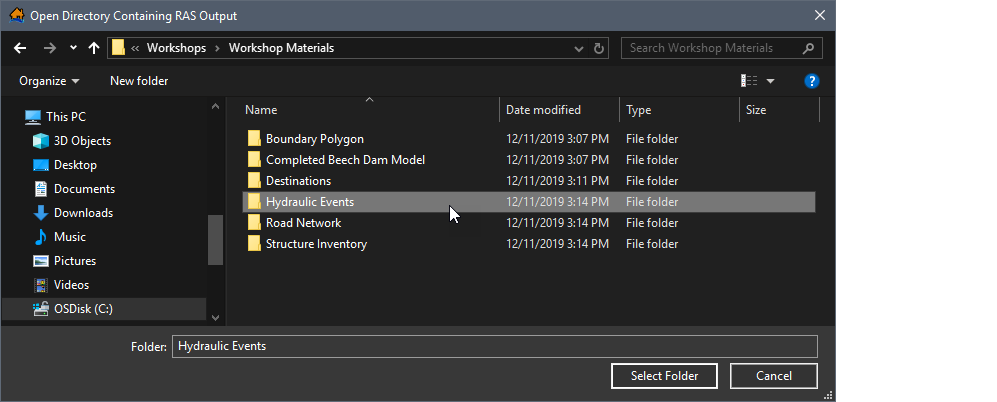 Open Directory Containing RAS Output
« Workshops › Workshop Materials
Search Workshop Materials
Organize New folder
Name Date modified Type Size
This PC
3D Objects
Desktop
Documents
Downloads
Music
Pictures
Videos
OSDisk (C:)
Boundary Polygon 12/11/2019 3:07 PM File folder
Completed Beech Dam Model 12/11/2019 3:07 PM File folder
Destinations 12/11/2019 3:11 PM File folder
Hydraulic Events 12/11/2019 3:14 PM File folder
Road Network 12/11/2019 3:14 PM File folder
Structure Inventory 12/11/2019 3:14 PM File folder
Folder: Hydraulic Events
Select Folder Cancel